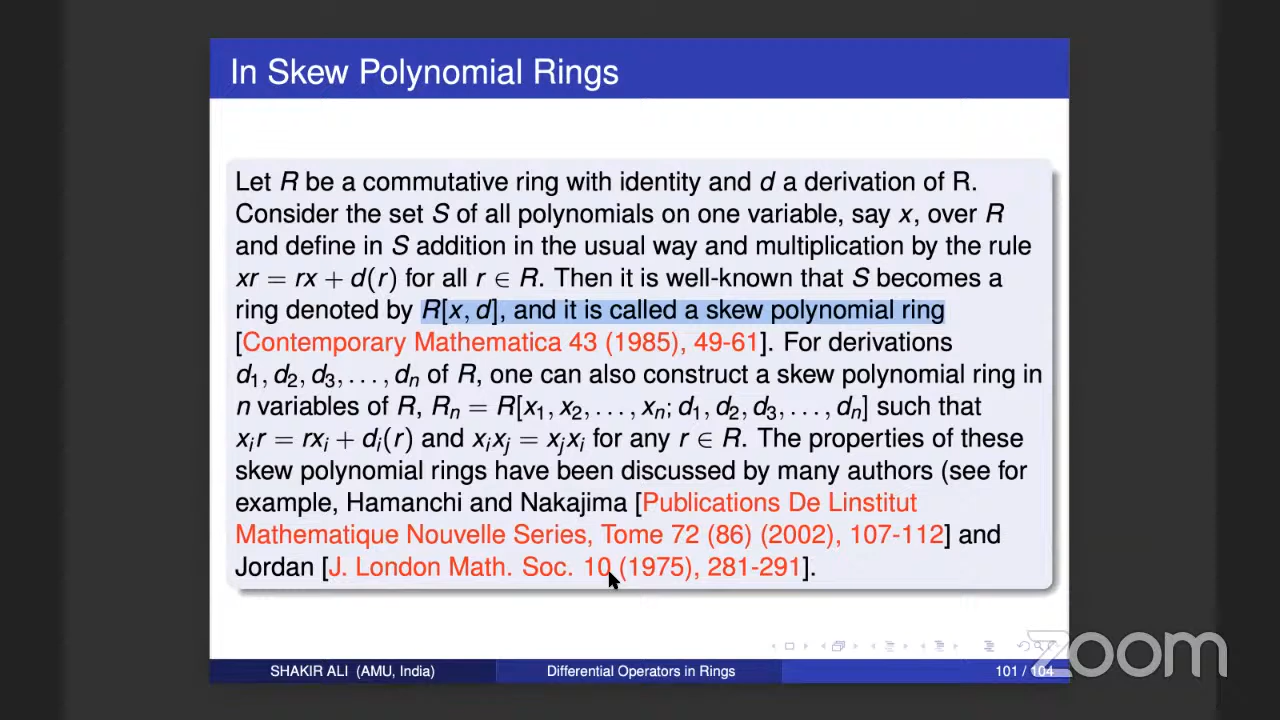 In Skew Polynomial Rings
Let R be a commutative ring with identity and d a derivation of R.
Consider the set S of all polynomials on one variable, say x, over R
and define in S addition in the usual way and multiplication by the rule
xr = rx + d(r) for all r ∈ R. Then it is well-known that S becomes a
ring denoted by R[x, d], and it is called a skew polynomial ring
[Contemporary Mathematica 43 (1985), 49-61]. For derivations
d₁, d₂, d₃, . . . , dₙ of R, one can also construct a skew polynomial ring in
n variables of R, Rₙ = R[x₁, x₂, . . . , xₙ; d₁, d₂, d₃, . . . , dₙ] such that
xᵢr = rxᵢ + dᵢ(r) and xᵢxⱼ = xⱼxᵢ for any r ∈ R. The properties of these
skew polynomial rings have been discussed by many authors (see for
example, Hamanchi and Nakajima [Publications De Linstitut
Mathematique Nouvelle Series, Tome 72 (86) (2002), 107-112] and
Jordan [J. London Math. Soc. 10 (1975), 281-291].
SHAKIR ALI (AMU, India) Differential Operators in Rings 101 / 104
zoom